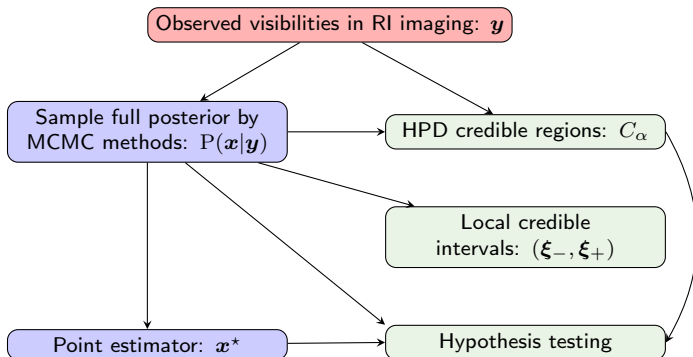 Observed visibilities in RI imaging: y
Sample full posterior by
MCMC methods: P(x|y)
HPD credible regions: Cα
Local credible
intervals: (ξ−, ξ+)
Point estimator: x⋆
Hypothesis testing